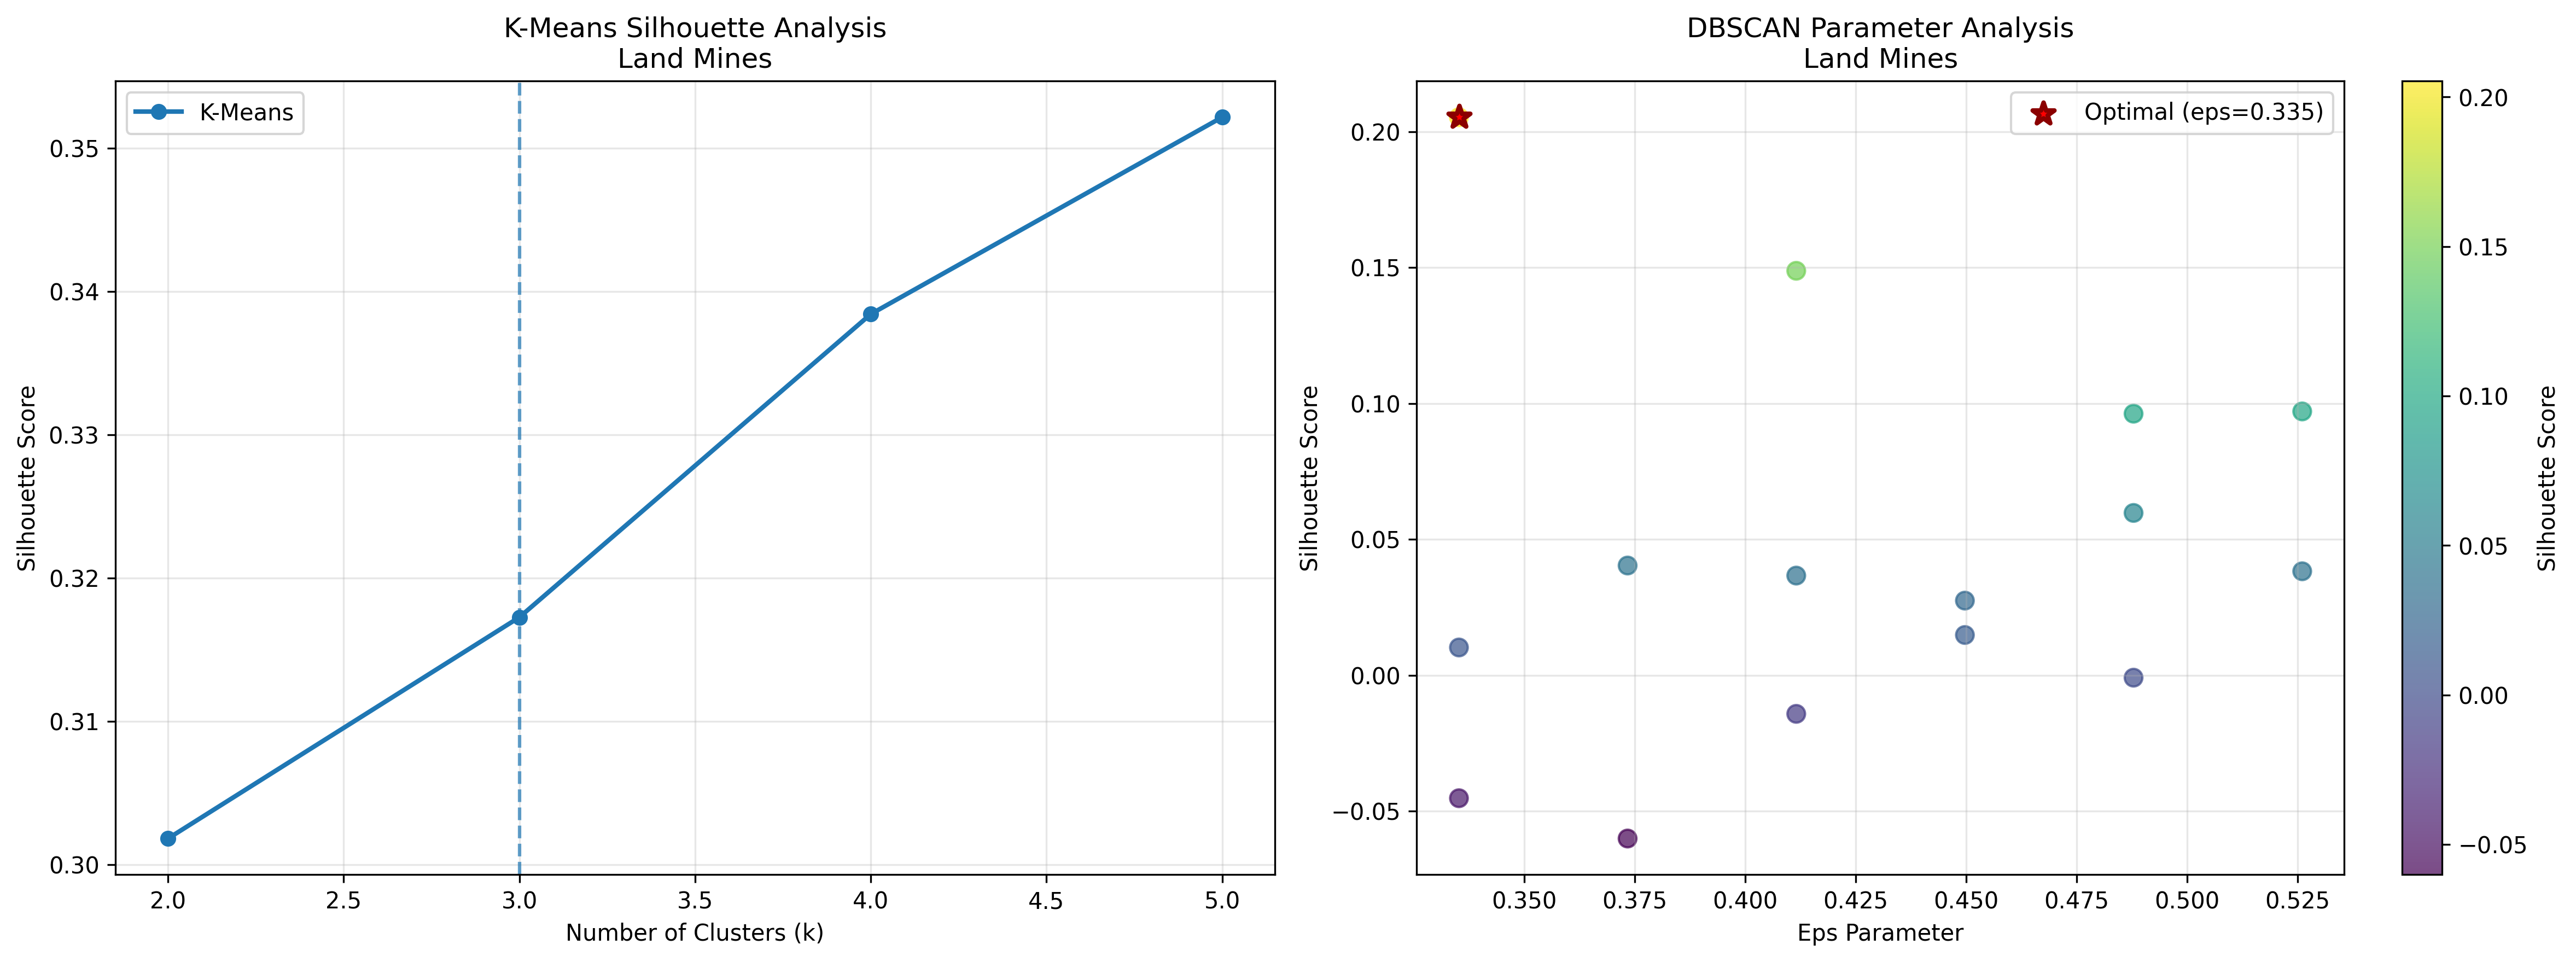 K-Means Silhouette Analysis
Land Mines
K-Means
0.35
0.34
0.33
0.32
0.31
0.30
Silhouette Score
2.0 2.5 3.0 3.5 4.0 4.5 5.0
Number of Clusters (k)
DBSCAN Parameter Analysis
Land Mines
Optimal (eps=0.335)
0.20
0.15
0.10
0.05
0.00
−0.05
Silhouette Score
0.350 0.375 0.400 0.425 0.450 0.475 0.500 0.525
Eps Parameter
0.20
0.15
0.10
0.05
0.00
−0.05
Silhouette Score